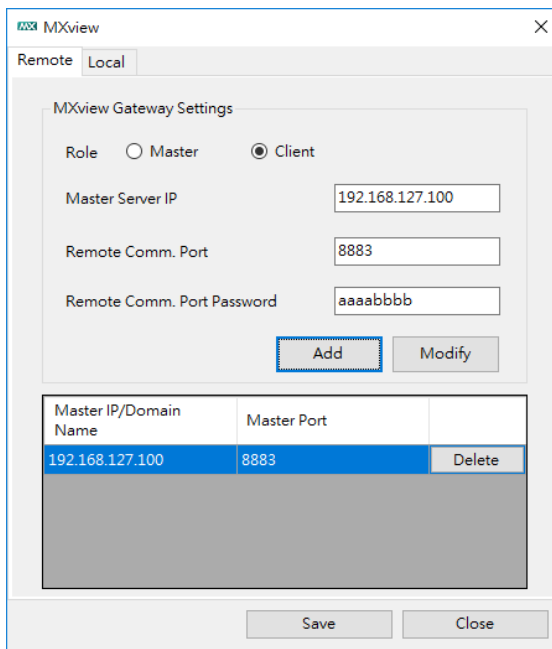 MX MXview
Remote Local
MXview Gateway Settings
Role Master Client
Master Server IP 192.168.127.100
Remote Comm. Port 8883
Remote Comm. Port Password aaaabbbb
Add Modify
Master IP/Domain
Name
Master Port
192.168.127.100 8883 Delete
Save Close